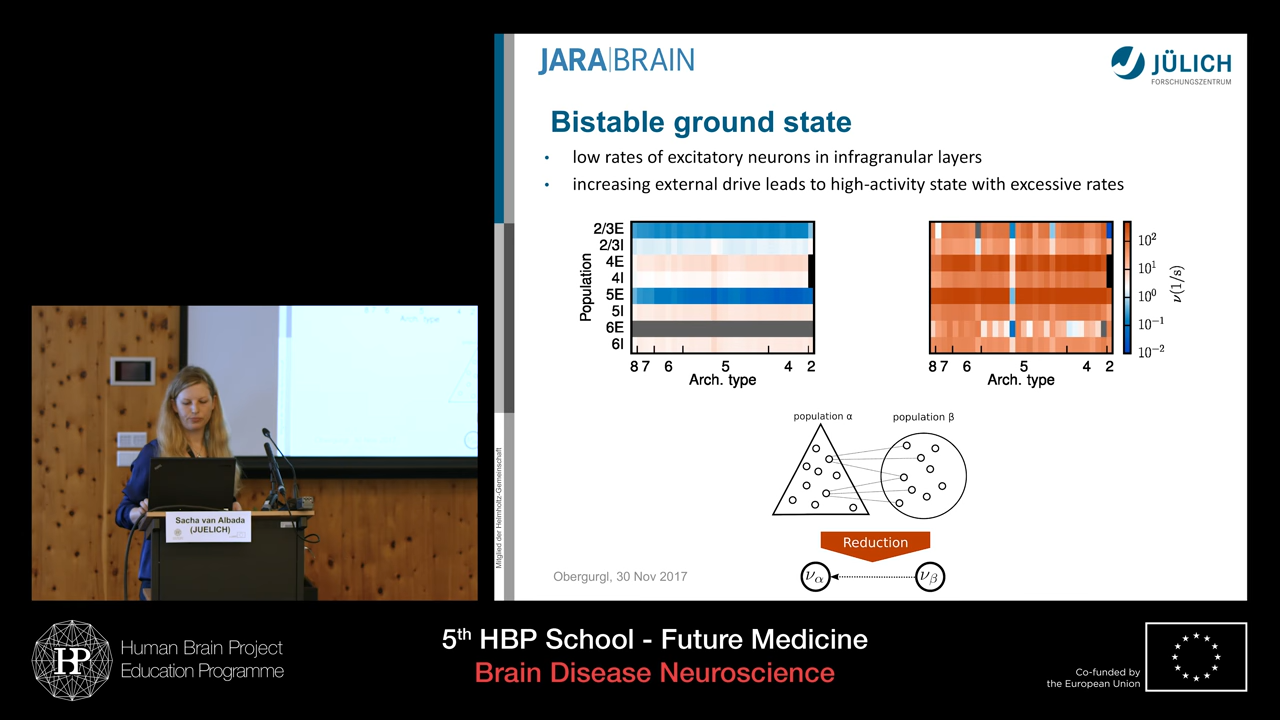 JARA|BRAIN
JÜLICH
FORSCHUNGSZENTRUM
Bistable ground state
• low rates of excitatory neurons in infragranular layers
• increasing external drive leads to high-activity state with excessive rates
Population
2/3E
2/3I
4E
4I
5E
5I
6E
6I
8 7 6 5 4 2
Arch. type
8 7 6 5 4 2
Arch. type
10²
10¹
10⁰
10⁻¹
10⁻²
ν(1/s)
population α
population β
Reduction
να
νβ
Mitglied der Helmholtz-Gemeinschaft
Obergurgl, 30 Nov 2017
Sacha van Albada
(JUELICH)
HBP
Human Brain Project
Education Programme
5th HBP School - Future Medicine
Brain Disease Neuroscience
Co-funded by
the European Union